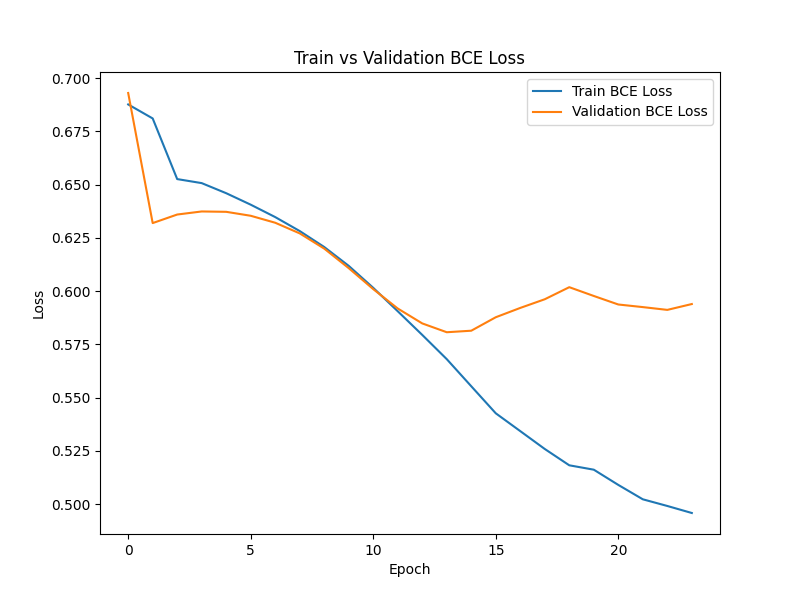 Train vs Validation BCE Loss
Train BCE Loss
Validation BCE Loss
0.700
0.675
0.650
0.625
0.600
0.575
0.550
0.525
0.500
Loss
0 5 10 15 20
Epoch